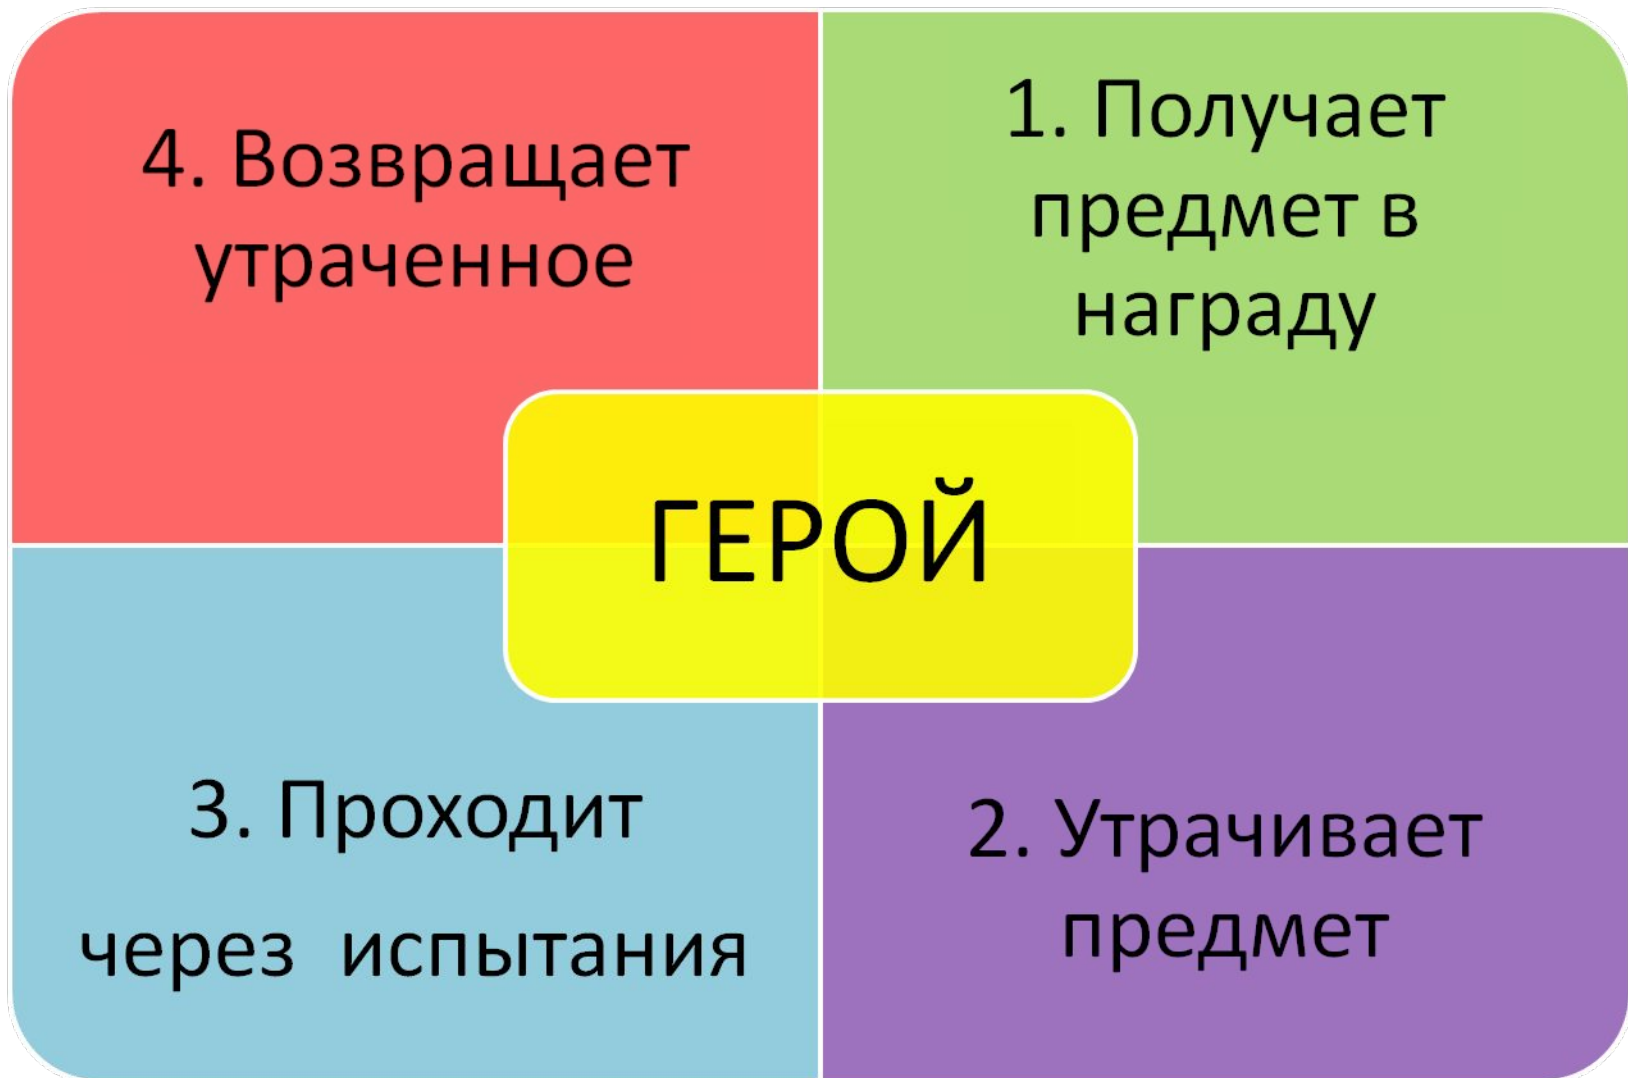 4. Возвращает
утраченное
1. Получает
предмет в
награду
ГЕРОЙ
3. Проходит
через  испытания
2. Утрачивает
предмет